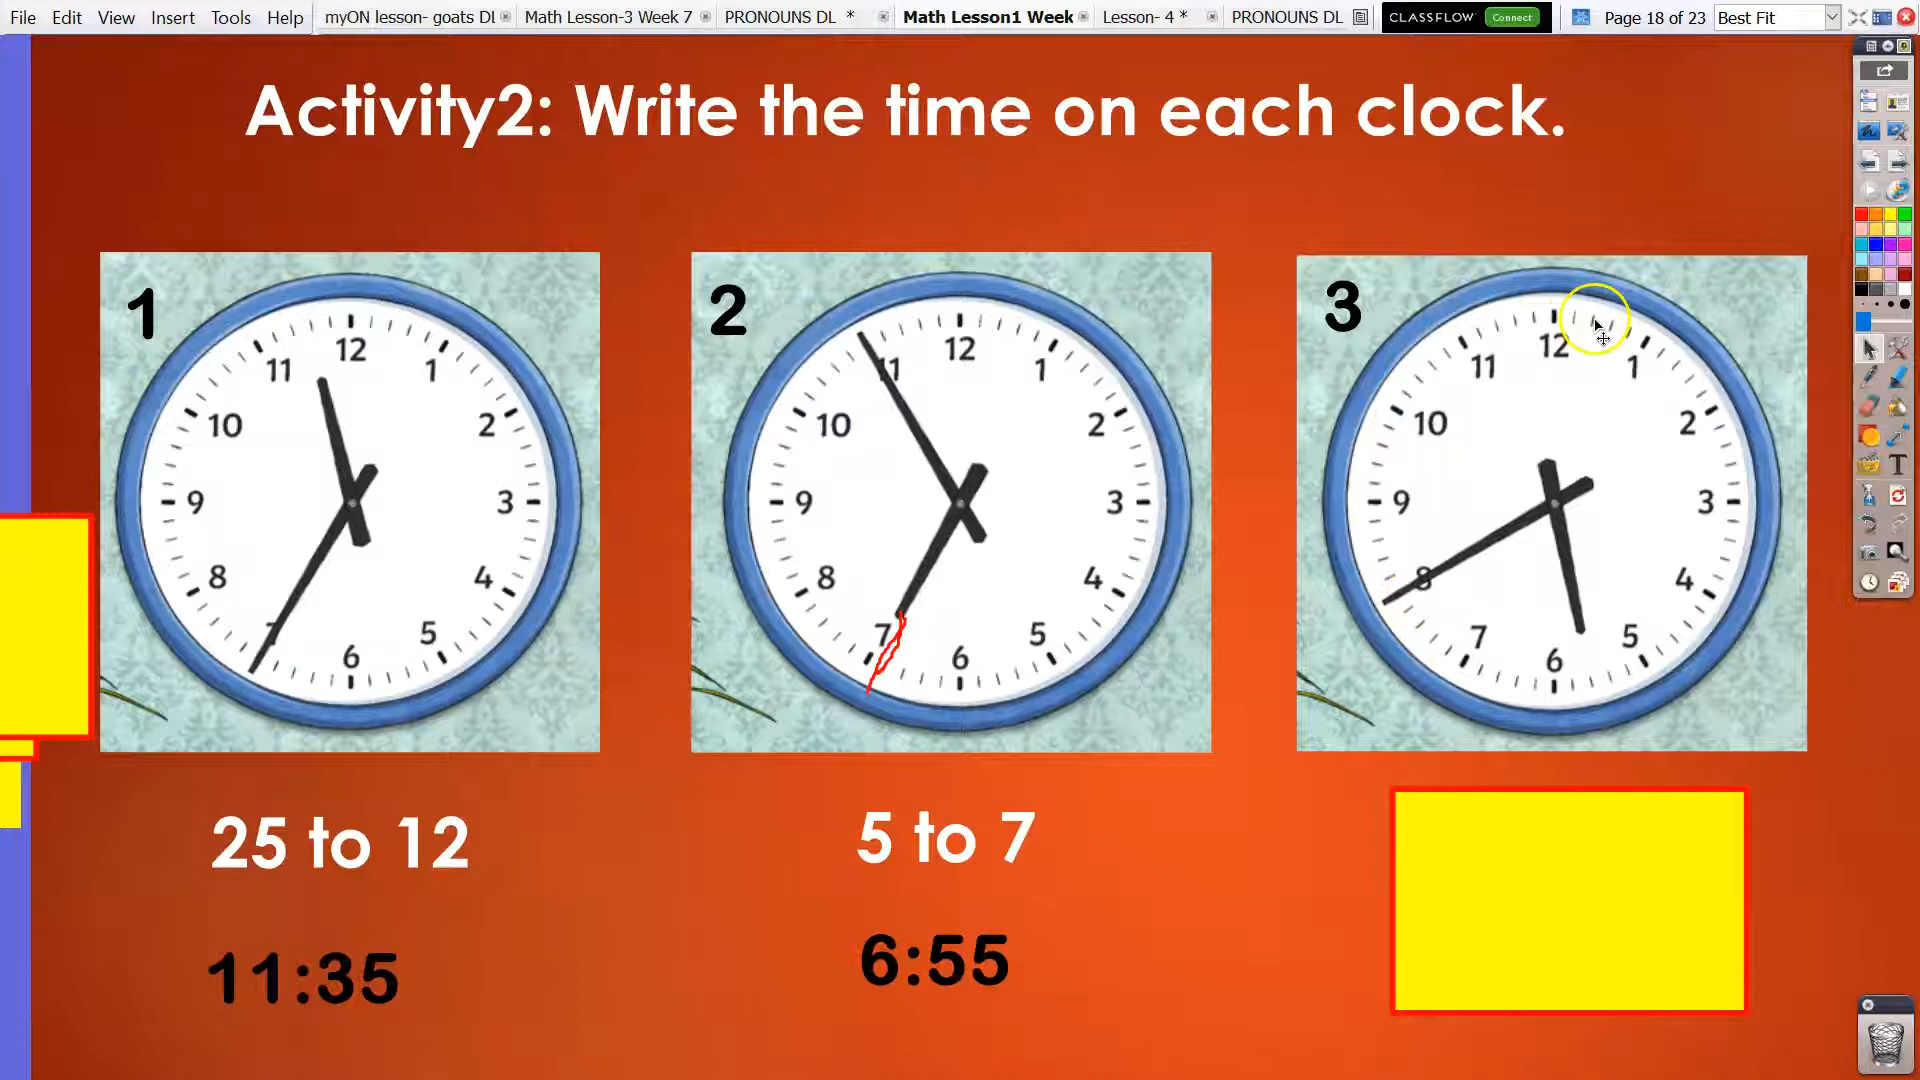 File Edit View Insert Tools Help myON lesson- goats DL Math Lesson-3 Week 7 PRONOUNS DL * Math Lesson1 Week Lesson- 4 * PRONOUNS DL CLASSFLOW Connect Page 18 of 23 Best Fit
Activity2: Write the time on each clock.
1
12 1 2 3 4 5 6 7 8 9 10 11
2
12 1 2 3 4 5 6 7 8 9 10 11
3
12 1 2 3 4 5 6 7 8 9 10 11
25 to 12
11:35
5 to 7
6:55